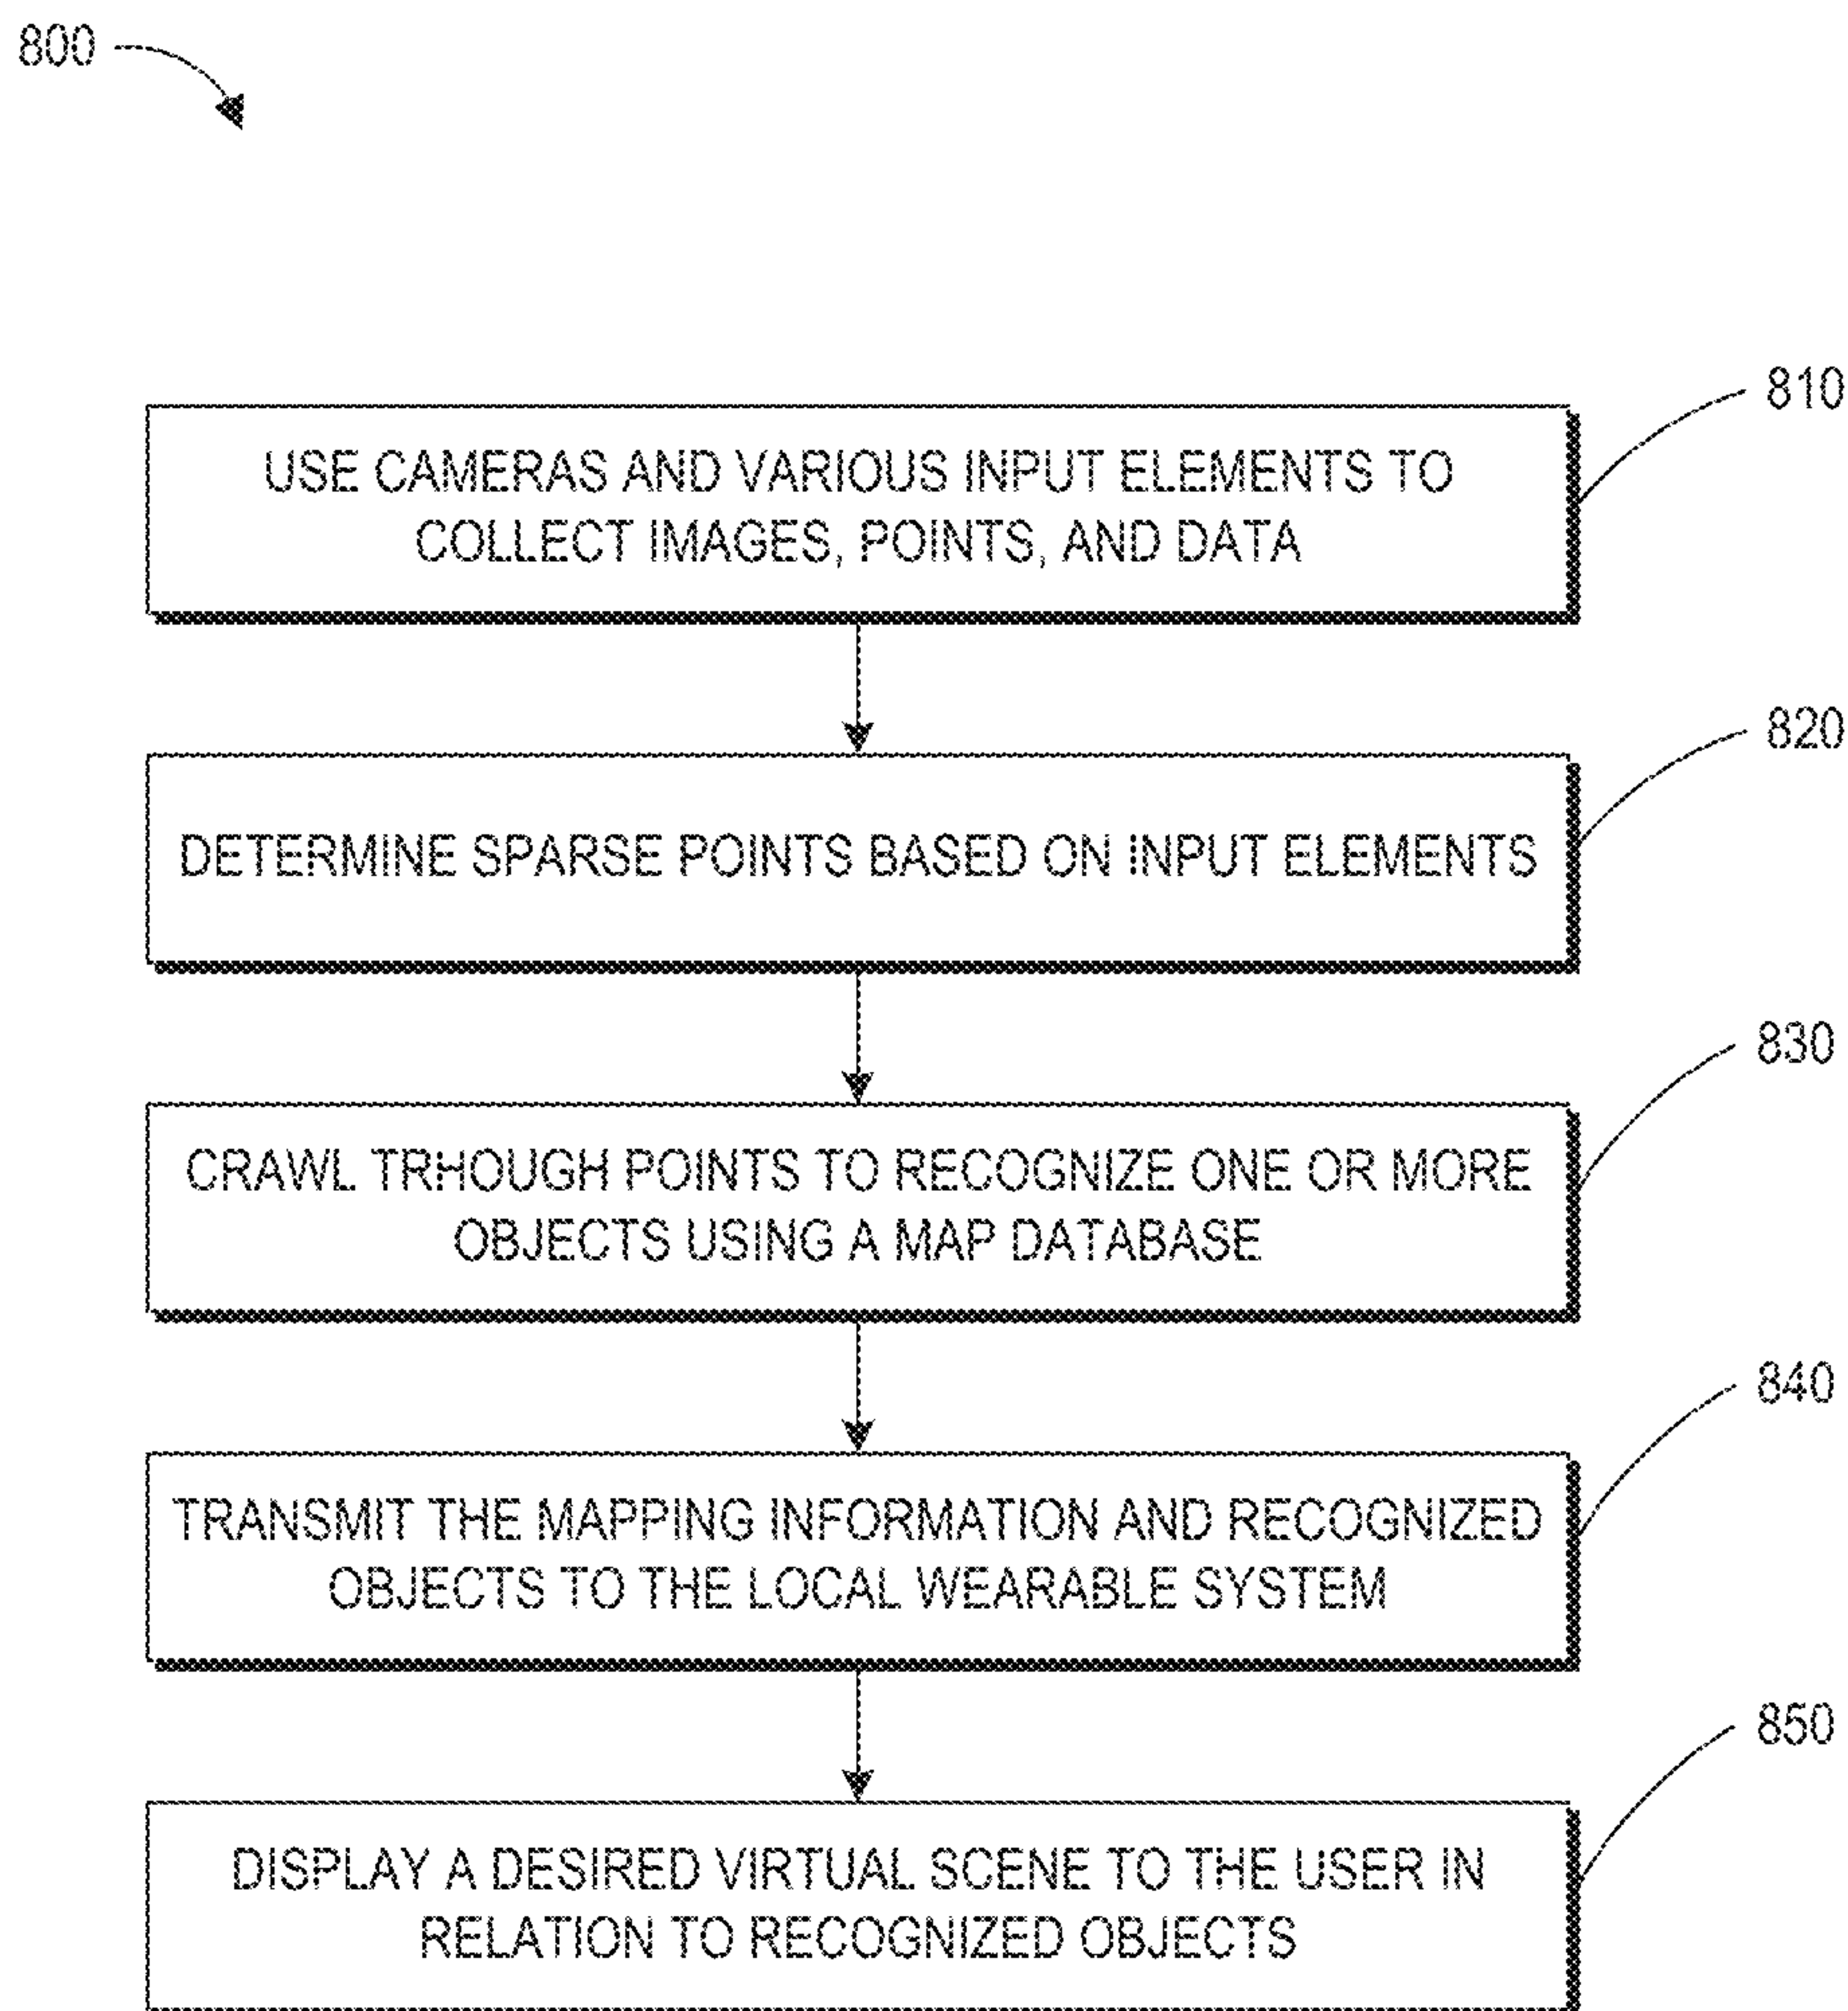 800
810
USE CAMERAS AND VARIOUS INPUT ELEMENTS TO
COLLECT IMAGES, POINTS, AND DATA
820
DETERMINE SPARSE POINTS BASED ON INPUT ELEMENTS
830
CRAWL TRHOUGH POINTS TO RECOGNIZE ONE OR MORE
OBJECTS USING A MAP DATABASE
840
TRANSMIT THE MAPPING INFORMATION AND RECOGNIZED
OBJECTS TO THE LOCAL WEARABLE SYSTEM
850
DISPLAY A DESIRED VIRTUAL SCENE TO THE USER IN
RELATION TO RECOGNIZED OBJECTS